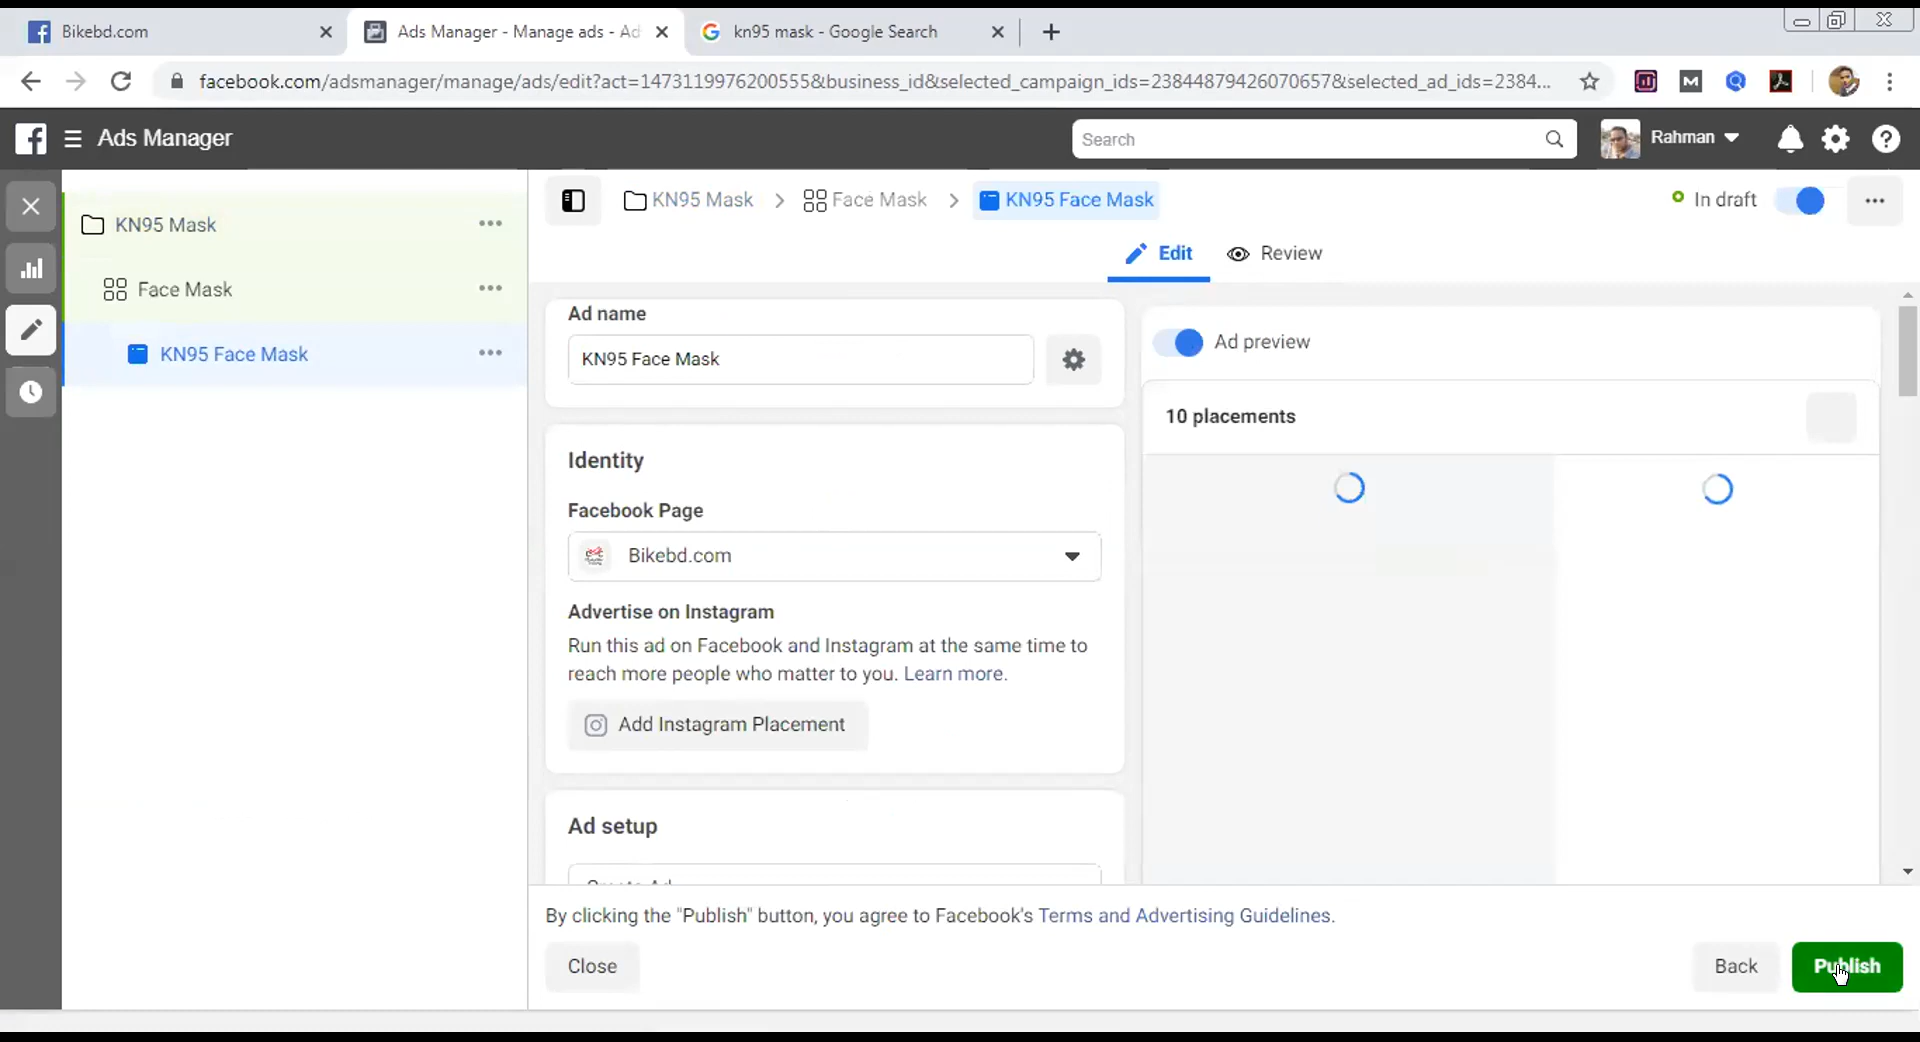 Bikebd.com
Ads Manager - Manage ads - Ad
kn95 mask - Google Search
facebook.com/adsmanager/manage/ads/edit?act=1473119976200555&business_id&selected_campaign_ids=23844879426070657&selected_ad_ids=2384...
Ads Manager
Search
Rahman
KN95 Mask
Face Mask
KN95 Face Mask
KN95 Mask > Face Mask > KN95 Face Mask
In draft
Edit
Review
Ad name
KN95 Face Mask
Identity
Facebook Page
Bikebd.com
Advertise on Instagram
Run this ad on Facebook and Instagram at the same time to
reach more people who matter to you. Learn more.
Add Instagram Placement
Ad setup
Create Ad
Ad preview
10 placements
By clicking the "Publish" button, you agree to Facebook's Terms and Advertising Guidelines.
Close
Back
Publish